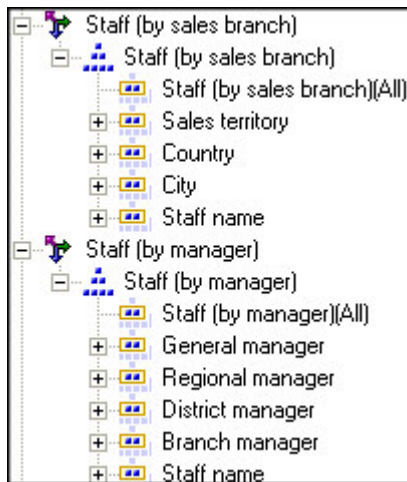 Staff (by sales branch)
Staff (by sales branch)
Staff (by sales branch)(All)
Sales territory
Country
City
Staff name
Staff (by manager)
Staff (by manager)
Staff (by manager)(All)
General manager
Regional manager
District manager
Branch manager
Staff name